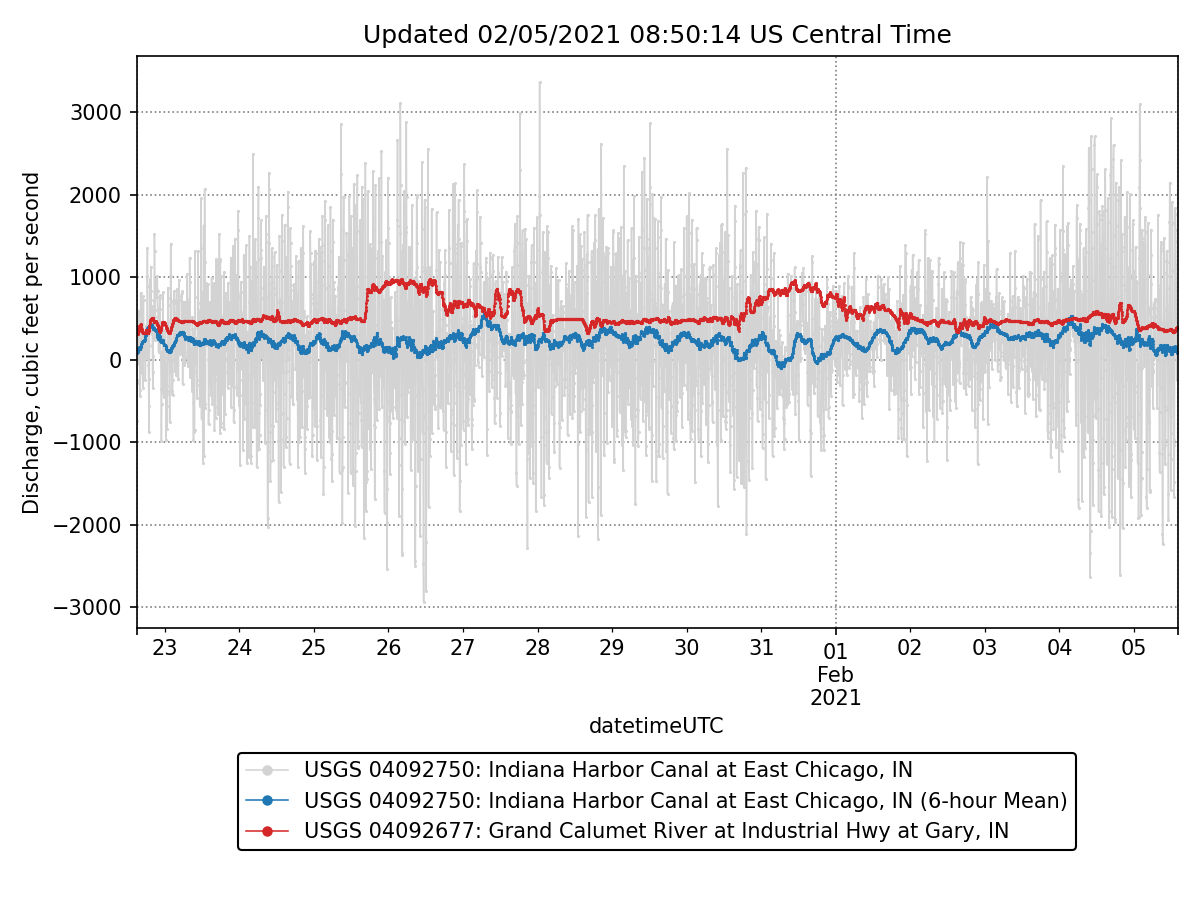 Updated 02/05/2021 08:50:14 US Central Time
Discharge, cubic feet per second
3000
2000
1000
0
−1000
−2000
−3000
23 24 25 26 27 28 29 30 31 01 02 03 04 05
Feb
2021
datetimeUTC
USGS 04092750: Indiana Harbor Canal at East Chicago, IN
USGS 04092750: Indiana Harbor Canal at East Chicago, IN (6-hour Mean)
USGS 04092677: Grand Calumet River at Industrial Hwy at Gary, IN